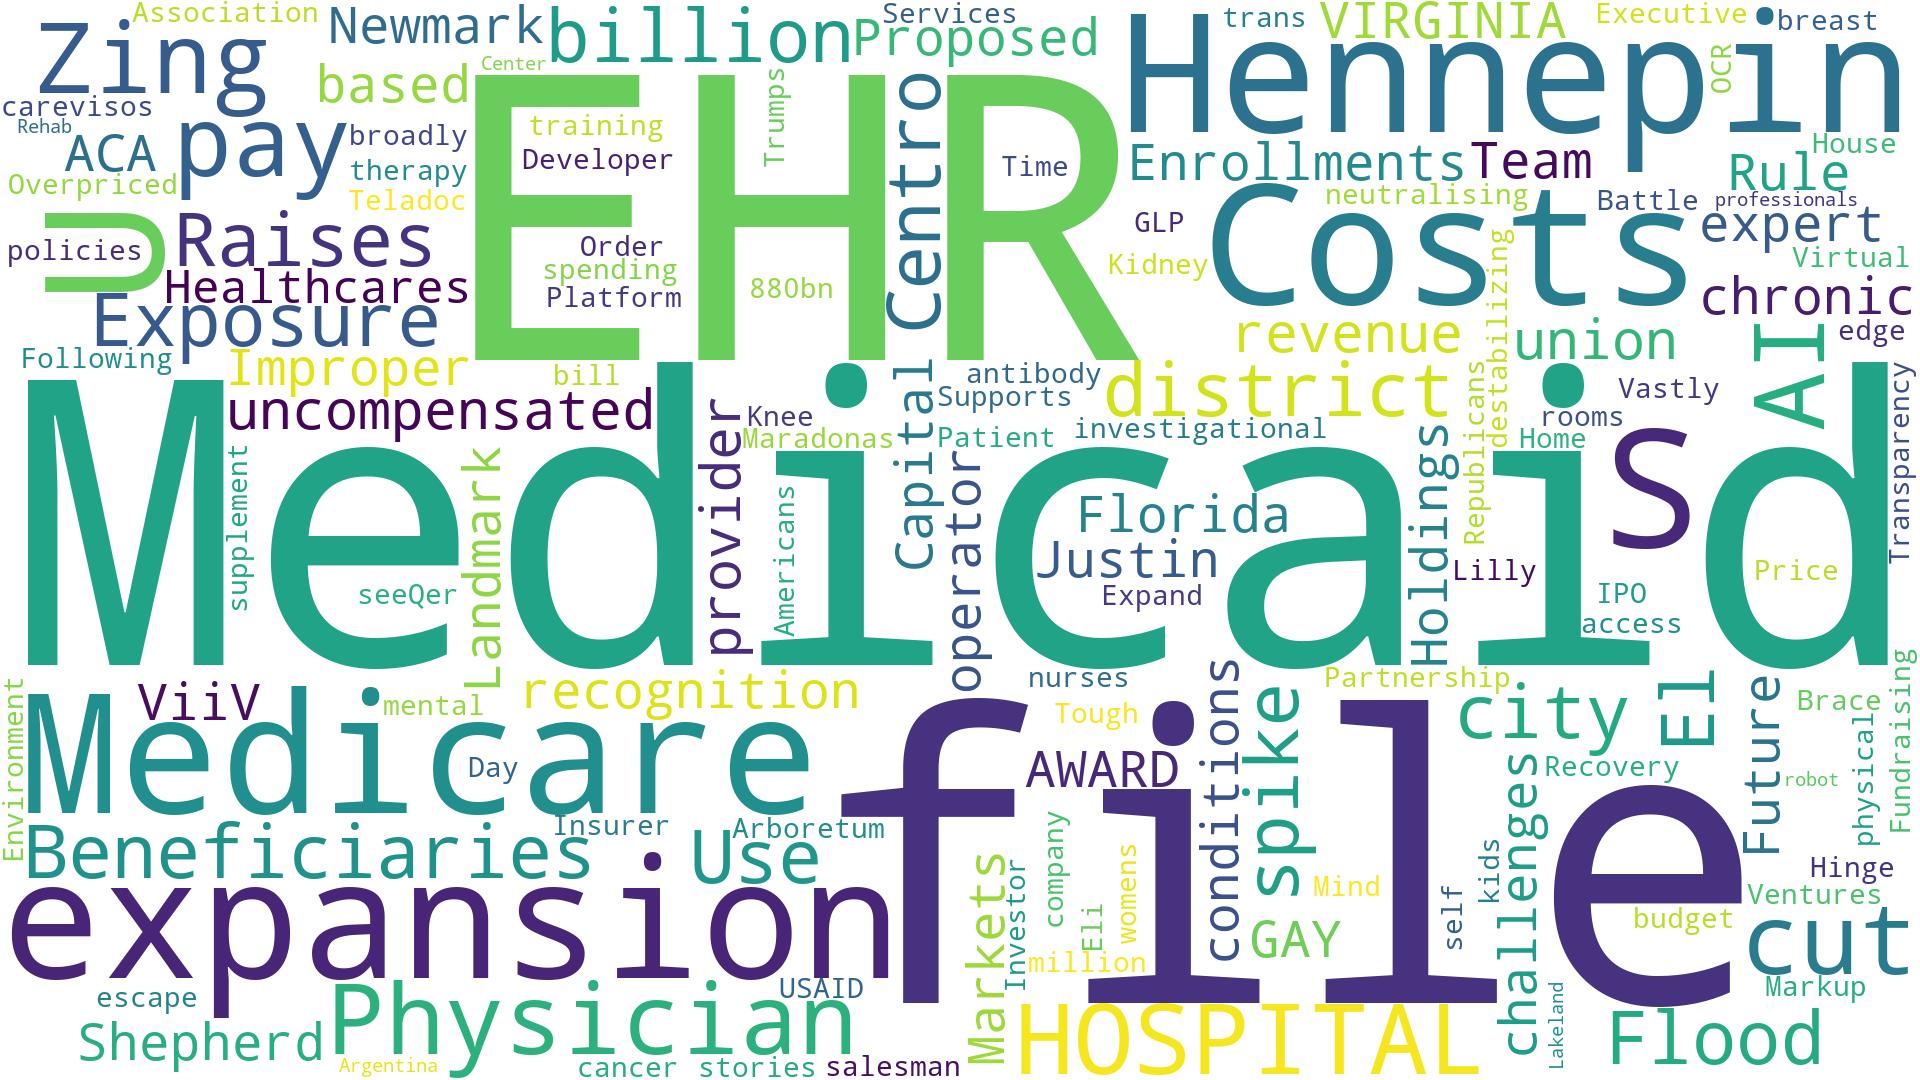 Association
Newmark
billion
Services
Proposed
trans
VIRGINIA
Executive
breast
Zing
based
Center
Hennepin
OCR
carevisos
Rehab
ACA
pay
broadly
EHR
training
Trumps
Developer
Time
Centro
Enrollments
Team
House
Rule
Overpriced
therapy
Teladoc
neutralising
Battle
professionals
U
policies
Raises
Order
spending
Platform
880bn
GLP
Kidney
Costs
expert
Virtual
Healthcares
Exposure
chronic
destabilizing
revenue
union
AI
edge
Following
Improper
bill
antibody
Supports
district
Vastly
Transparency
uncompensated
Knee
Maradonas
Capital
Patient
investigational
Republicans
rooms
Home
Medicaid
supplement
Landmark
provider
Americans
operator
Florida
Justin
Expand
Holdings
S
Lilly
IPO
access
Price
seeQer
Environment
ViiV
mental
recognition
nurses
Partnership
Tough
conditions
spike
city
El
Future
Brace
Fundraising
Medicare
Day
file
AWARD
Recovery
robot
physical
Beneficiaries
Insurer
Arboretum
Use
company
womens
Mind
kids
challenges
Hinge
Ventures
expansion
Markets
Investor
Eli
million
GAY
self
budget
cut
escape
Physician
USAID
Markup
Shepherd
Argentina
cancer
stories
salesman
HOSPITAL
Lakeland
Flood